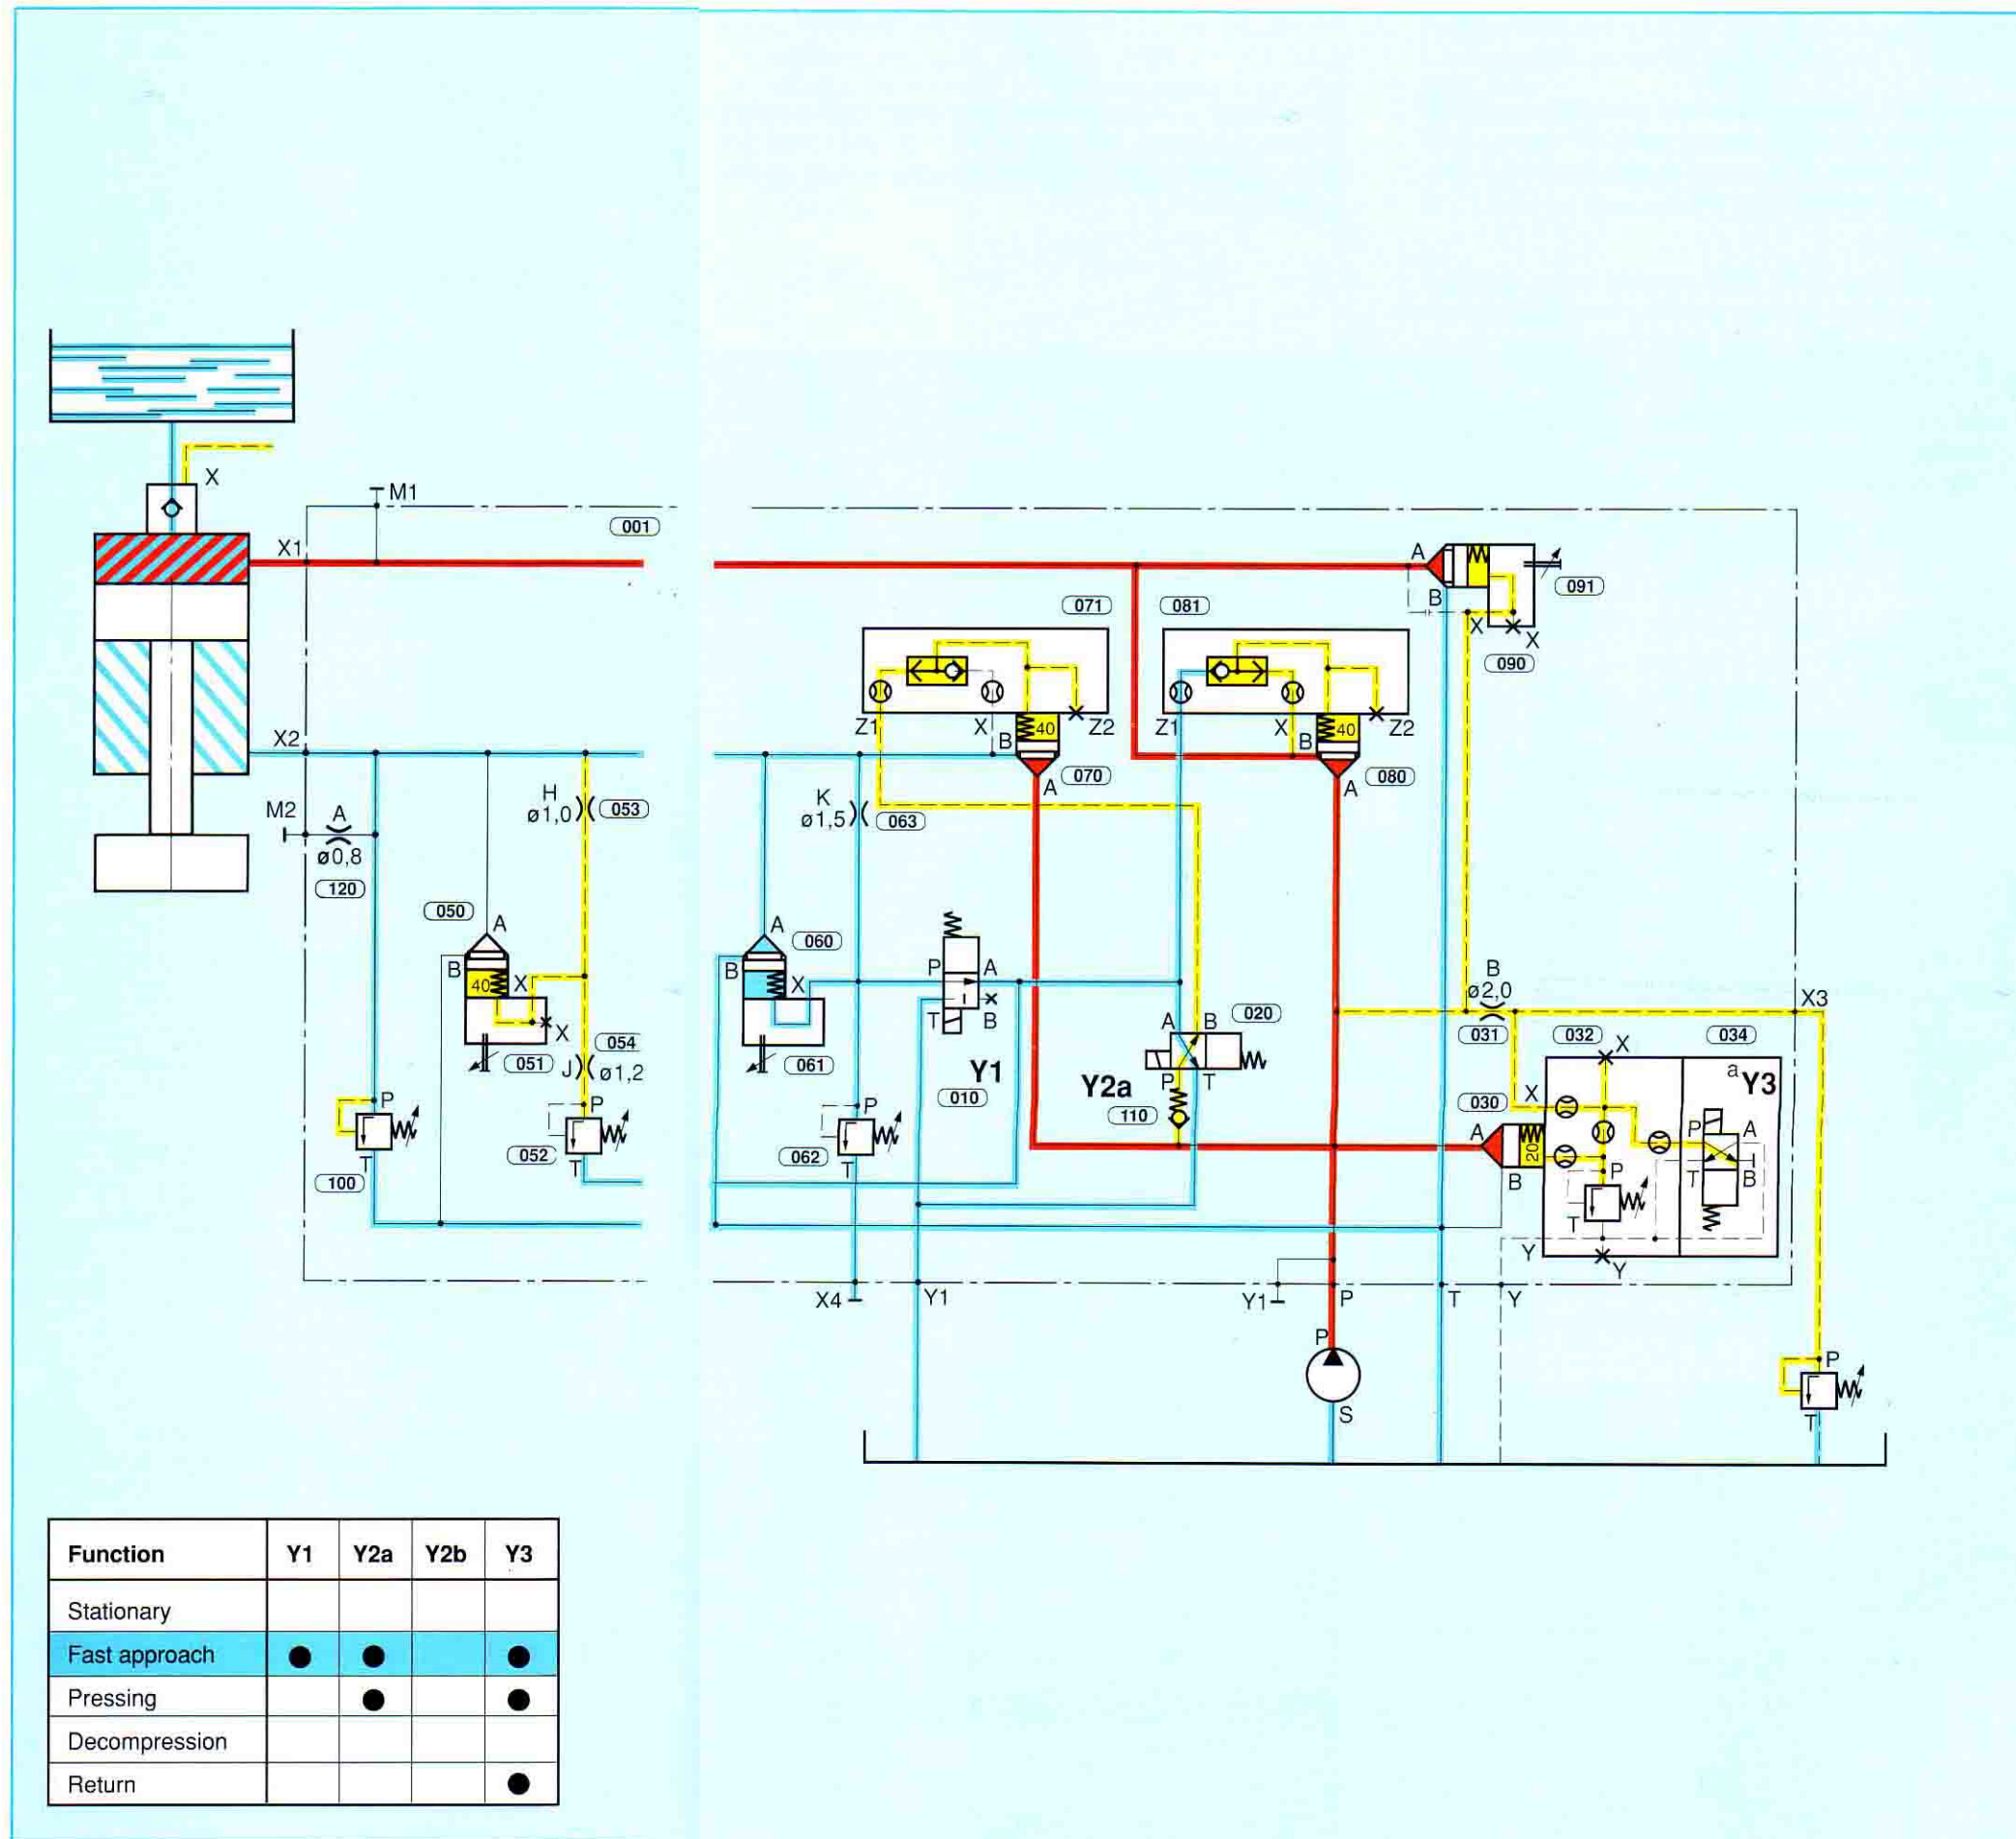 X
M1
001
X1
A
091
B
X
X
090
071
081
Z1
X
40
Z2
B
070
A
Z1
X
40
Z2
B
080
A
X2
M2
A
ø0,8
120
H
ø1,0
053
K
ø1,5
063
050
A
B
40
X
X
051
054
J
ø1,2
A
060
B
X
061
P
A
T
B
Y1
010
A
B
020
P
T
Y2a
110
B
ø2,0
031
032
034
X3
X
a
Y3
030
X
A
20
B
P
A
T
B
P
T
Y
Y
P
T
100
P
052
T
P
062
T
X4
Y1
Y1
P
T
Y
P
S
P
T
Function Y1 Y2a Y2b Y3
Stationary
Fast approach ● ● ●
Pressing ● ●
Decompression
Return ●